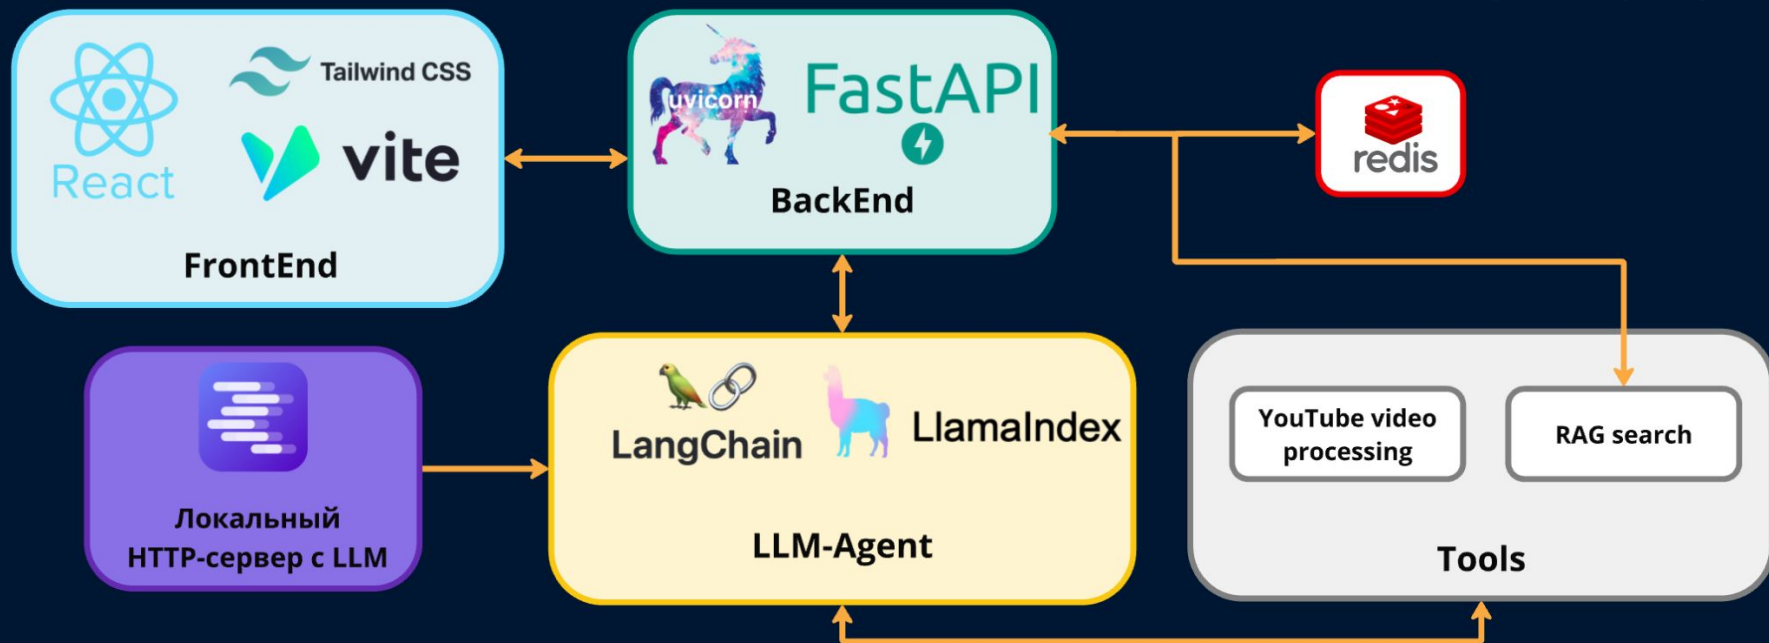 React
Tailwind CSS
vite
FrontEnd
uvicorn
FastAPI
BackEnd
redis
Локальный
HTTP-сервер с LLM
LangChain
LlamaIndex
LLM-Agent
YouTube video
processing
RAG search
Tools